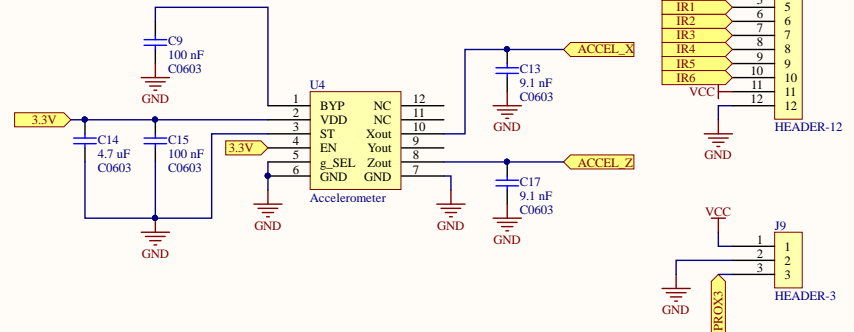 C9
100 nF
C0603
GND
3.3V
C14
4.7 uF
C0603
C15
100 nF
C0603
GND
U4
1 BYP NC 12
2 VDD NC 11
3 ST Xout 10
4 EN Yout 9
5 g_SEL Zout 8
6 GND GND 7
Accelerometer
3.3V
GND
GND
ACCEL_X
C13
9.1 nF
C0603
GND
ACCEL_Z
C17
9.1 nF
C0603
GND
IR1 5
IR2 6 6
IR3 7 7
IR4 8 8
IR5 9 9
IR6 10 10
VCC 11 11
12 12
HEADER-12
GND
VCC
J9
1 1
2 2
3 3
HEADER-3
GND
PROX3